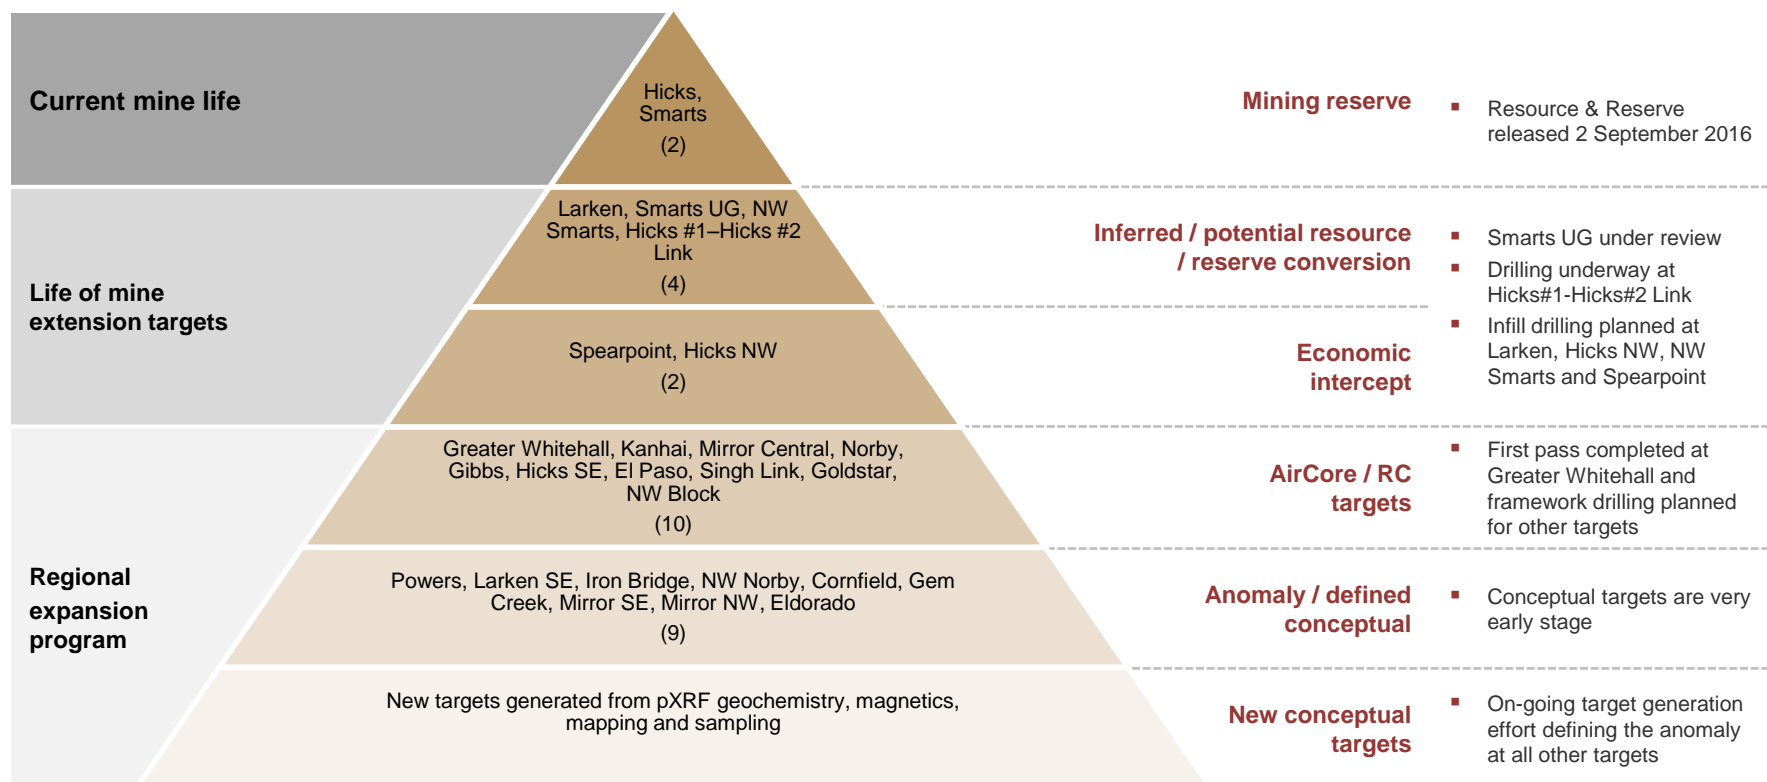 Current mine life
Hicks,
Smarts
(2)
Mining reserve
▪ Resource & Reserve
released 2 September 2016
Life of mine
extension targets
Larken, Smarts UG, NW
Smarts, Hicks #1–Hicks #2
Link
(4)
Inferred / potential resource
/ reserve conversion
▪ Smarts UG under review
▪ Drilling underway at
Hicks#1-Hicks#2 Link
▪ Infill drilling planned at
Larken, Hicks NW, NW
Smarts and Spearpoint
Spearpoint, Hicks NW
(2)
Economic
intercept
Regional
expansion
program
Greater Whitehall, Kanhai, Mirror Central, Norby,
Gibbs, Hicks SE, El Paso, Singh Link, Goldstar,
NW Block
(10)
AirCore / RC
targets
▪ First pass completed at
Greater Whitehall and
framework drilling planned
for other targets
Powers, Larken SE, Iron Bridge, NW Norby, Cornfield, Gem
Creek, Mirror SE, Mirror NW, Eldorado
(9)
Anomaly / defined
conceptual
▪ Conceptual targets are very
early stage
New targets generated from pXRF geochemistry, magnetics,
mapping and sampling
New conceptual
targets
▪ On-going target generation
effort defining the anomaly
at all other targets